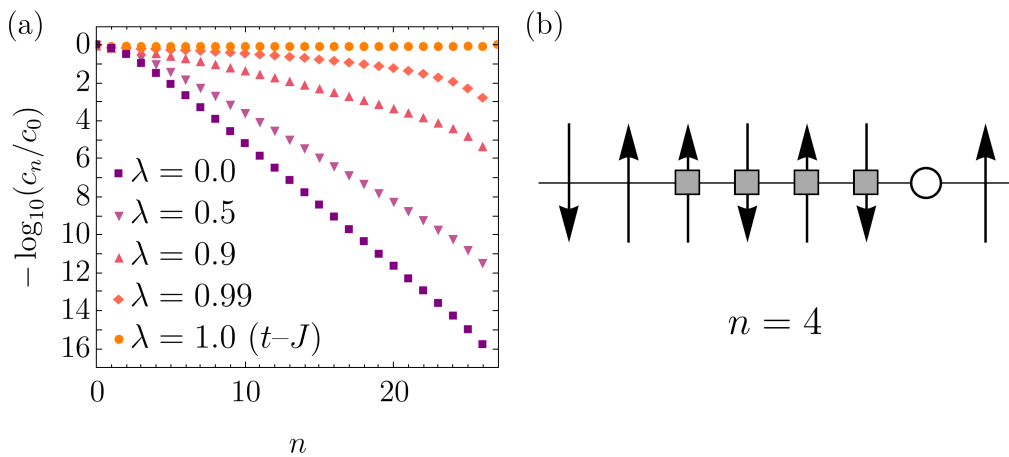 (a)
(b)
− log₁₀(cₙ/c₀)
0
2
4
6
8
10
12
14
16
λ = 0.0
λ = 0.5
λ = 0.9
λ = 0.99
λ = 1.0 (t–J)
0 10 20
n
n = 4